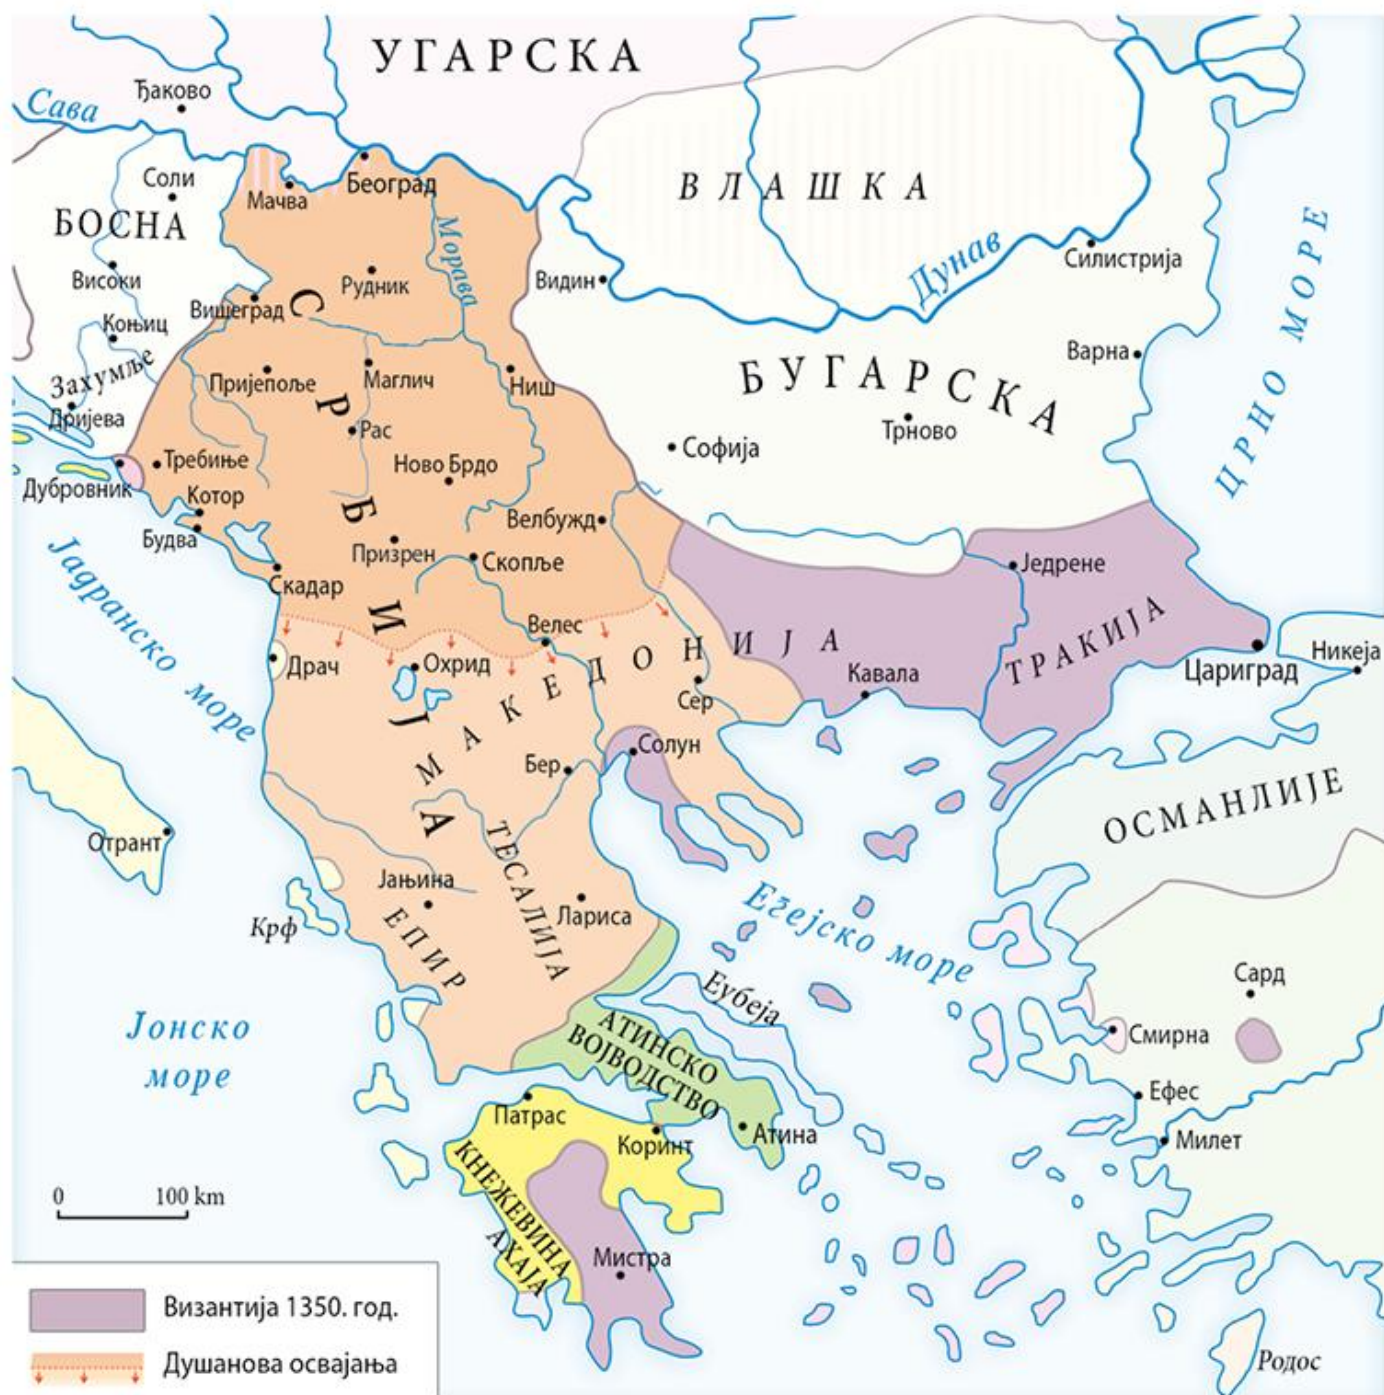 УГАРСКА
Ђаково
Сава
Соли
Мачва
Београд
ВЛАШКА
БОСНА
Морава
Дунав
Силистрија
Високи
Рудник
Видин
ЦРНО МОРЕ
Вишеград
Коњиц
СРБИЈА
Захумље
Пријепоље
Маглич
Ниш
Варна
БУГАРСКА
Дријева
Рас
Трново
Софија
Требиње
Ново Брдо
Дубровник
Котор
Будва
Велбужд
Призрен
Скопље
Једрене
Скадар
Јадранско море
Велес
МАКЕДОНИЈА
ТРАКИЈА
Драч
Охрид
Цариград
Никеја
Кавала
Сер
Солун
Бер
ОСМАНЛИЈЕ
Отрант
ТЕСАЛИЈА
Јањина
Лариса
ЕПИР
Крф
Егејско море
Еубеја
Сард
Јонско
море
АТИНСКО
ВОЈВОДСТВО
Смирна
Ефес
Патрас
Коринт
Атина
Милет
КНЕЖЕВИНА
АХАЈА
0 100 km
Мистра
Византија 1350. год.
Душанова освајања
Родос